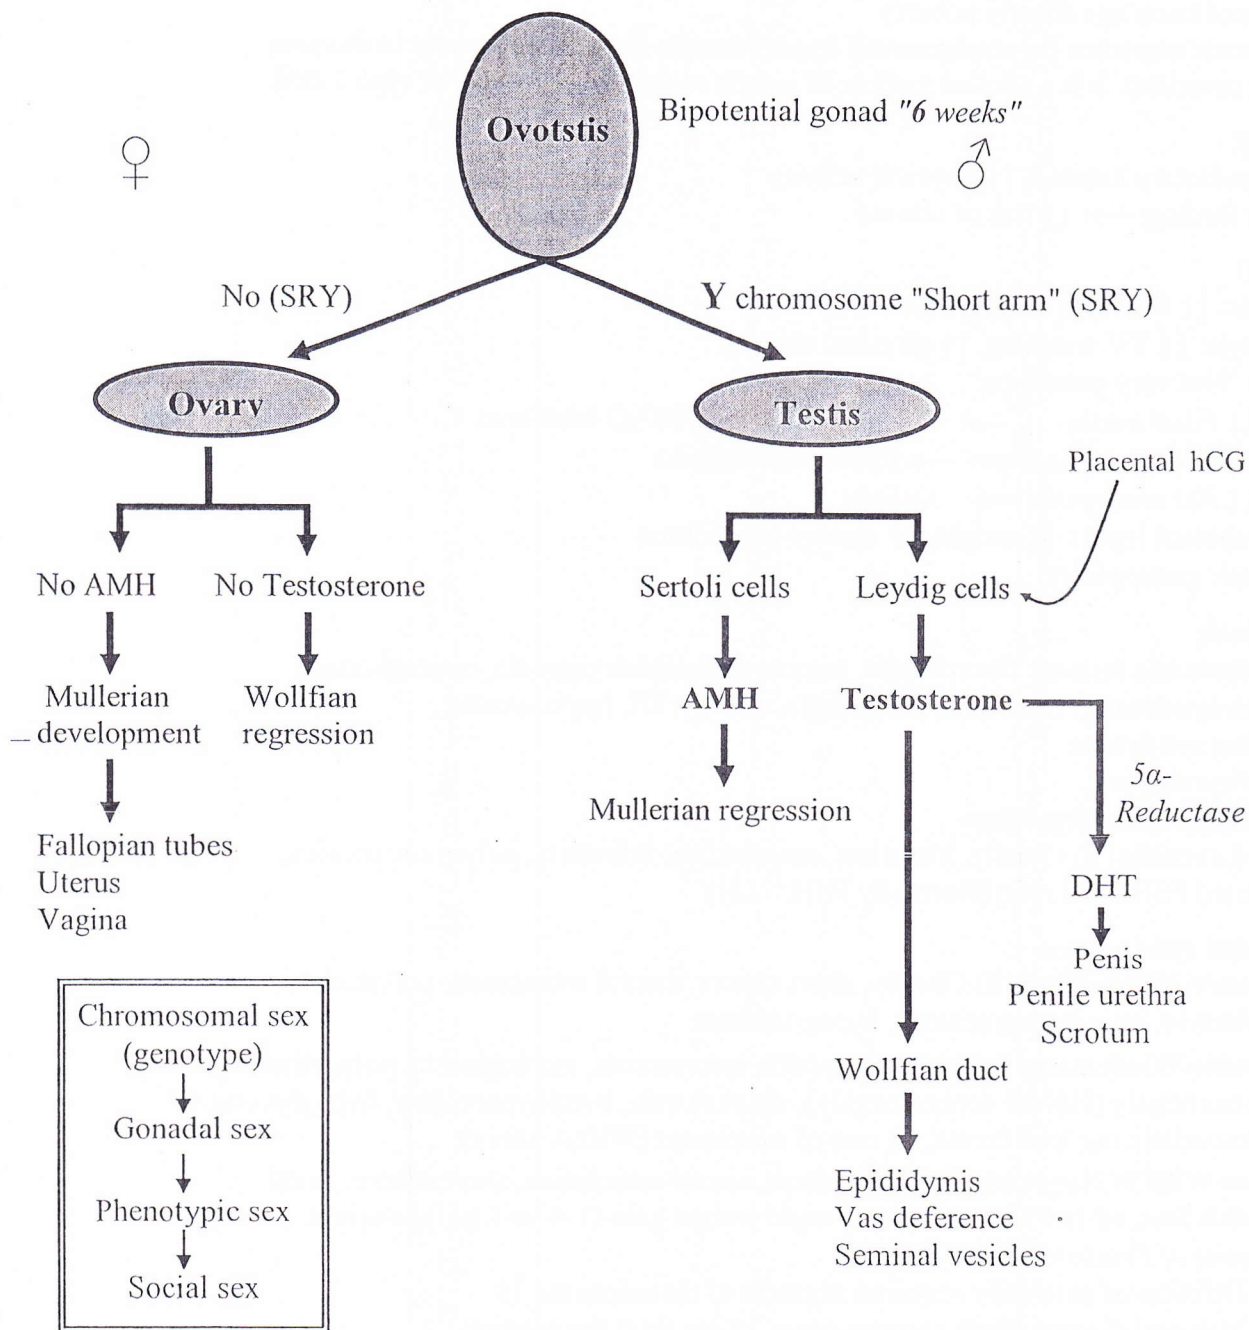 Ovotstis
Bipotential gonad "6 weeks"
♀
♂
No (SRY)
Y chromosome "Short arm" (SRY)
Ovary
Testis
Placental hCG
No AMH
No Testosterone
Sertoli cells
Leydig cells
Mullerian
development
Wollfian
regression
AMH
Testosterone
Mullerian regression
5α-
Reductase
Fallopian tubes
Uterus
Vagina
DHT
Penis
Penile urethra
Scrotum
Wollfian duct
Epididymis
Vas deference
Seminal vesicles
Chromosomal sex
(genotype)
Gonadal sex
Phenotypic sex
Social sex